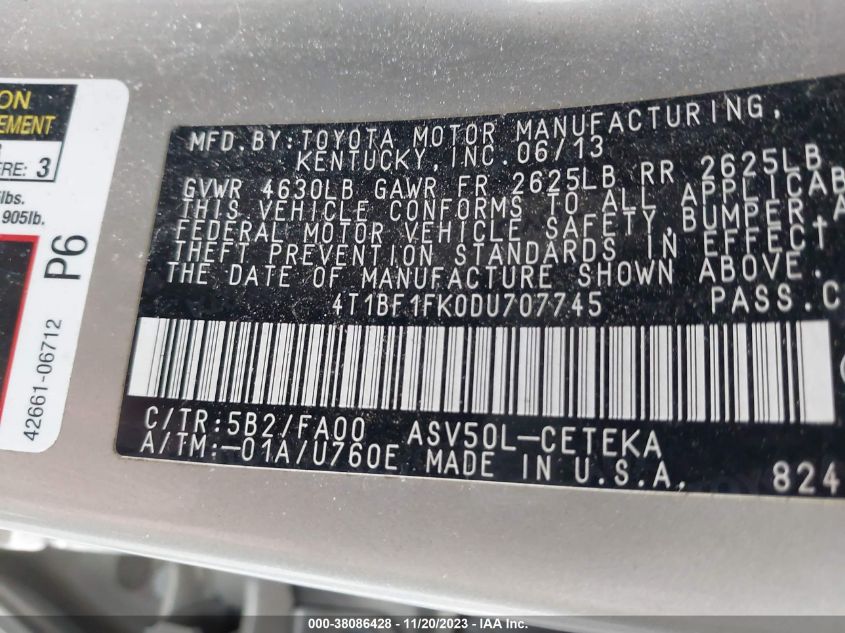 ON
EMENT
ERE: 3
lbs.
905lb.
P6
42661-06712
MFD.BY:TOYOTA MOTOR MANUFACTURING,
KENTUCKY,INC.06/13
GVWR 4630LB GAWR FR 2625LB RR 2625LB
THIS VEHICLE CONFORMS TO ALL APPLICAB
FEDERAL MOTOR VEHICLE SAFETY,BUMPER,A
THEFT PREVENTION STANDARDS IN EFFECT
THE DATE OF MANUFACTURE SHOWN ABOVE.
4T1BF1FK0DU707745 PASS.C
C/TR:5B2/FA00 ASV50L-CETEKA
A/TM:-01A/U760E MADE IN U.S.A. 824
000-38086428 - 11/20/2023 - IAA Inc.